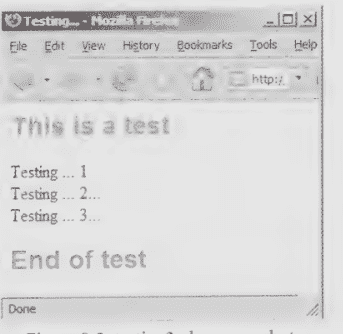 Testing... - Mozilla Firefox
File Edit View History Bookmarks Tools Help
http:/
This is a test
Testing ... 1
Testing ... 2...
Testing ... 3...
End of test
Done